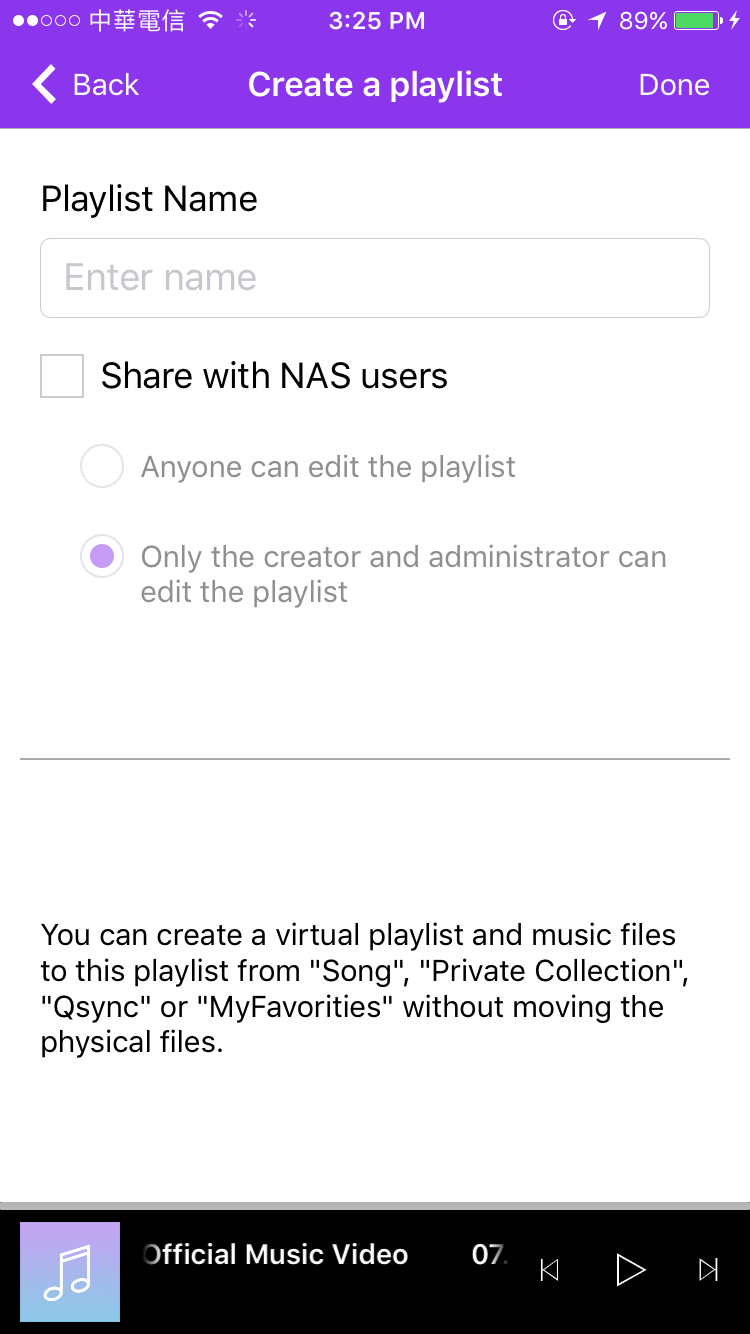 中華電信 3:25 PM 89%
Back Create a playlist Done
Playlist Name
Enter name
Share with NAS users
Anyone can edit the playlist
Only the creator and administrator can
edit the playlist
You can create a virtual playlist and music files
to this playlist from "Song", "Private Collection",
"Qsync" or "MyFavorities" without moving the
physical files.
Official Music Video 07.